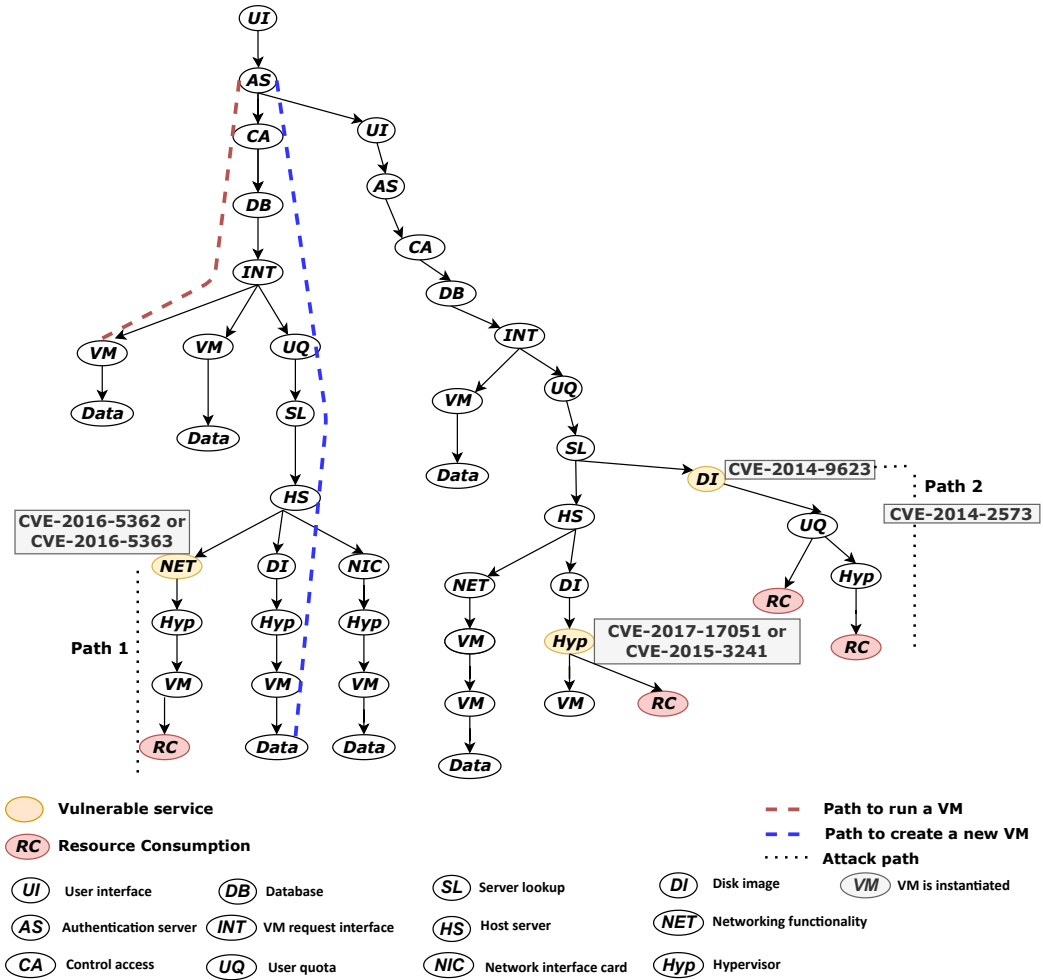 UI
AS
CA
UI
AS
DB
CA
INT
DB
INT
VM
VM
UQ
UQ
VM
Data
SL
Data
SL
Data
DI
CVE-2014-9623
Path 2
HS
CVE-2014-2573
HS
UQ
CVE-2016-5362 or
CVE-2016-5363
NET
DI
NIC
NET
DI
Hyp
RC
Hyp
Hyp
Hyp
VM
Hyp
CVE-2017-17051 or
CVE-2015-3241
RC
Path 1
VM
VM
VM
VM
VM
RC
RC
Data
Data
Data
Vulnerable service
RC Resource Consumption
Path to run a VM
Path to create a new VM
Attack path
UI User interface
DB Database
SL Server lookup
DI Disk image
VM VM is instantiated
AS Authentication server
INT VM request interface
HS Host server
NET Networking functionality
CA Control access
UQ User quota
NIC Network interface card
Hyp Hypervisor